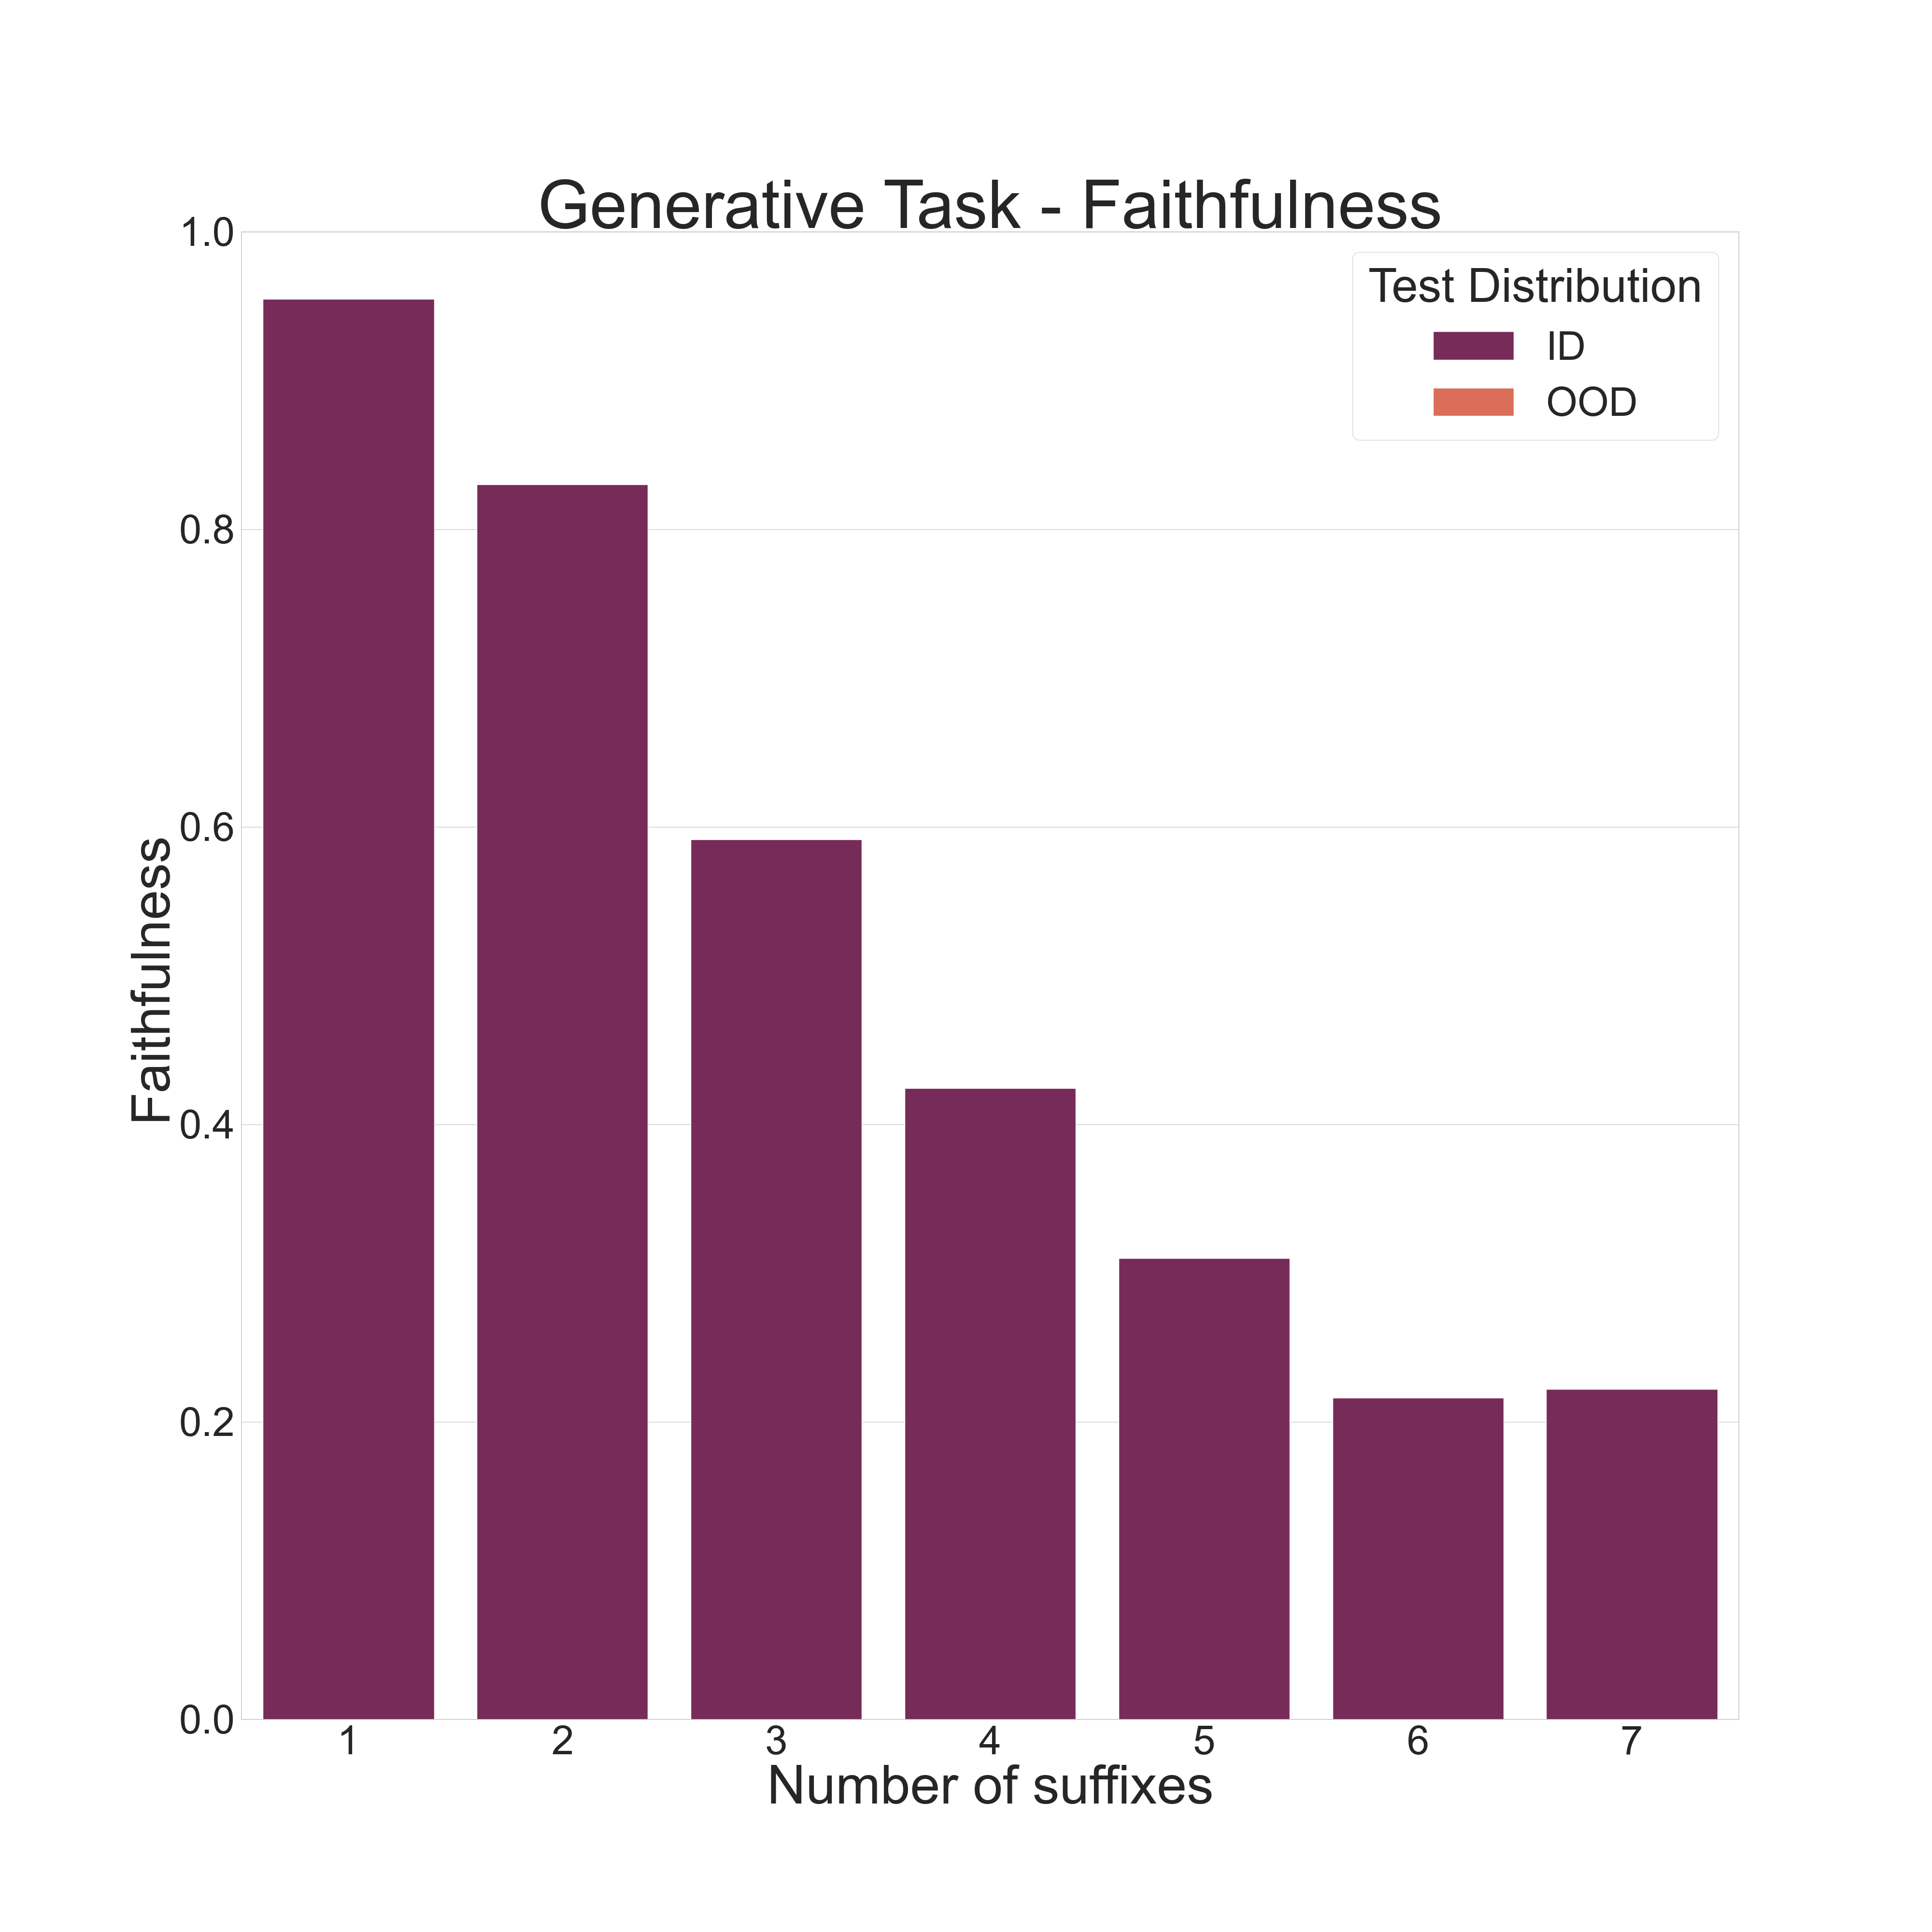 Generative Task - Faithfulness
1.0
0.8
0.6
0.4
0.2
0.0
Faithfulness
Test Distribution
ID
OOD
1 2 3 4 5 6 7
Number of suffixes